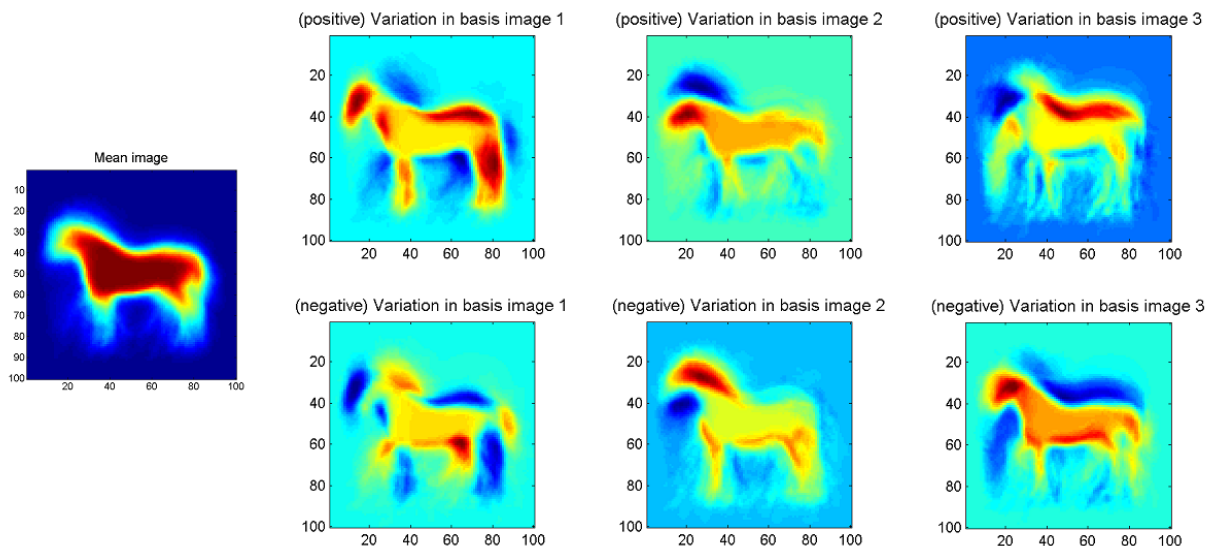 (positive) Variation in basis image 1
(positive) Variation in basis image 2
(positive) Variation in basis image 3
20
40
60
80
100
20 40 60 80 100
20
40
60
80
100
20 40 60 80 100
20
40
60
80
100
20 40 60 80 100
Mean image
10
20
30
40
50
60
70
80
90
100
20 40 60 80 100
(negative) Variation in basis image 1
(negative) Variation in basis image 2
(negative) Variation in basis image 3
20
40
60
80
100
20 40 60 80 100
20
40
60
80
100
20 40 60 80 100
20
40
60
80
100
20 40 60 80 100